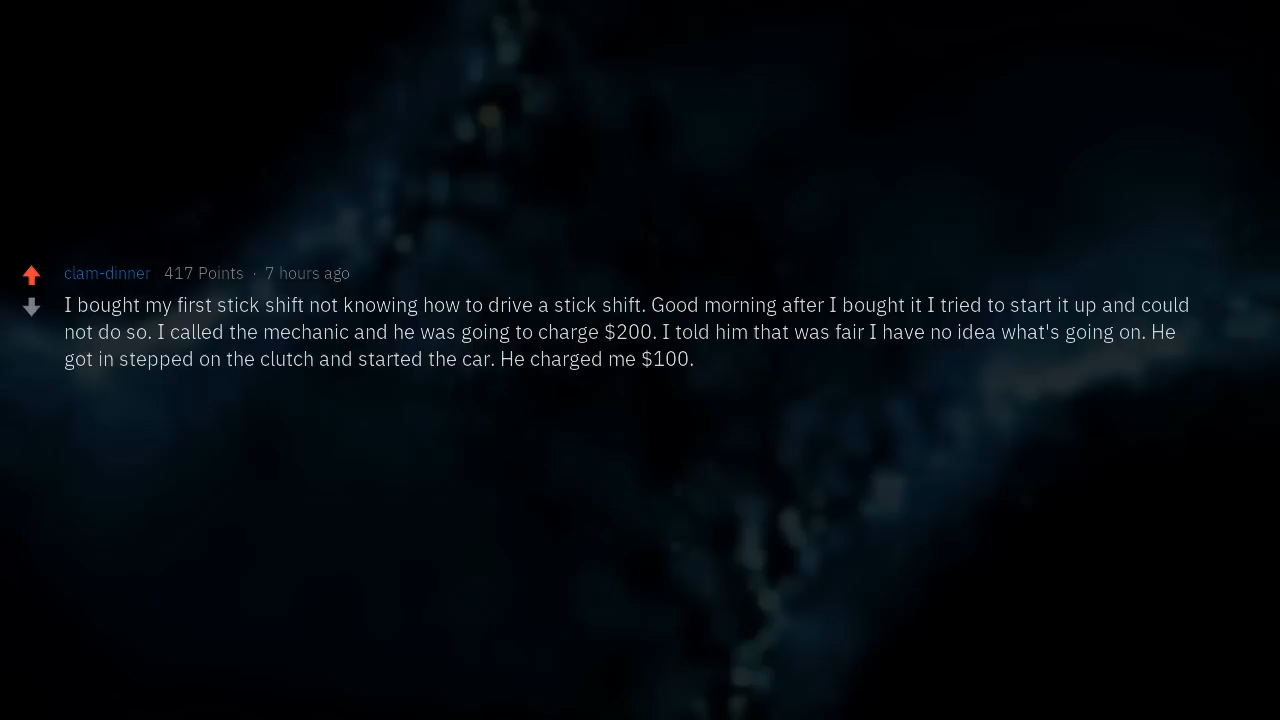 clam-dinner 417 Points · 7 hours ago
I bought my first stick shift not knowing how to drive a stick shift. Good morning after I bought it I tried to start it up and could
not do so. I called the mechanic and he was going to charge $200. I told him that was fair I have no idea what's going on. He
got in stepped on the clutch and started the car. He charged me $100.